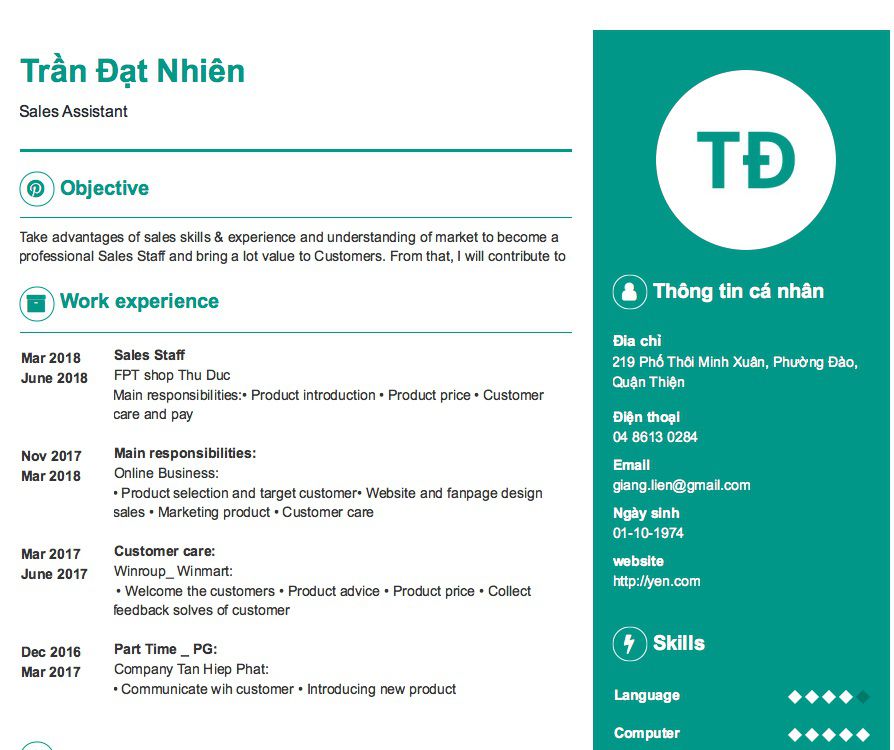 Trần Đạt Nhiên
Sales Assistant
Objective
Take advantages of sales skills & experience and understanding of market to become a
professional Sales Staff and bring a lot value to Customers. From that, I will contribute to
Work experience
Mar 2018
June 2018
Sales Staff
FPT shop Thu Duc
Main responsibilities:• Product introduction • Product price • Customer
care and pay
Nov 2017
Mar 2018
Main responsibilities:
Online Business:
• Product selection and target customer• Website and fanpage design
sales • Marketing product • Customer care
Mar 2017
June 2017
Customer care:
Winroup_ Winmart:
• Welcome the customers • Product advice • Product price • Collect
feedback solves of customer
Dec 2016
Mar 2017
Part Time _ PG:
Company Tan Hiep Phat:
• Communicate wih customer • Introducing new product
TĐ
Thông tin cá nhân
Đia chỉ
219 Phố Thôi Minh Xuân, Phường Đào,
Quận Thiện
Điện thoại
04 8613 0284
Email
giang.lien@gmail.com
Ngày sinh
01-10-1974
website
http://yen.com
Skills
Language
Computer